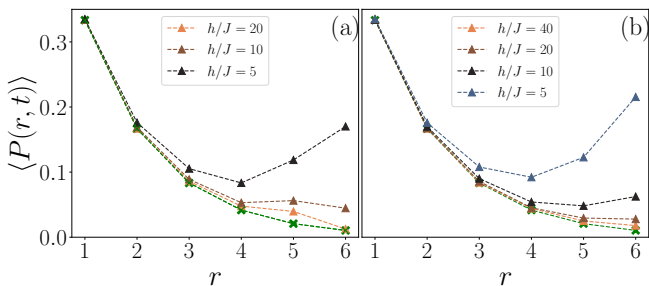 (a)
h/J = 20
h/J = 10
h/J = 5
⟨P(r, t)⟩
0.3
0.2
0.1
0.0
1 2 3 4 5 6
r
(b)
h/J = 40
h/J = 20
h/J = 10
h/J = 5
1 2 3 4 5 6
r